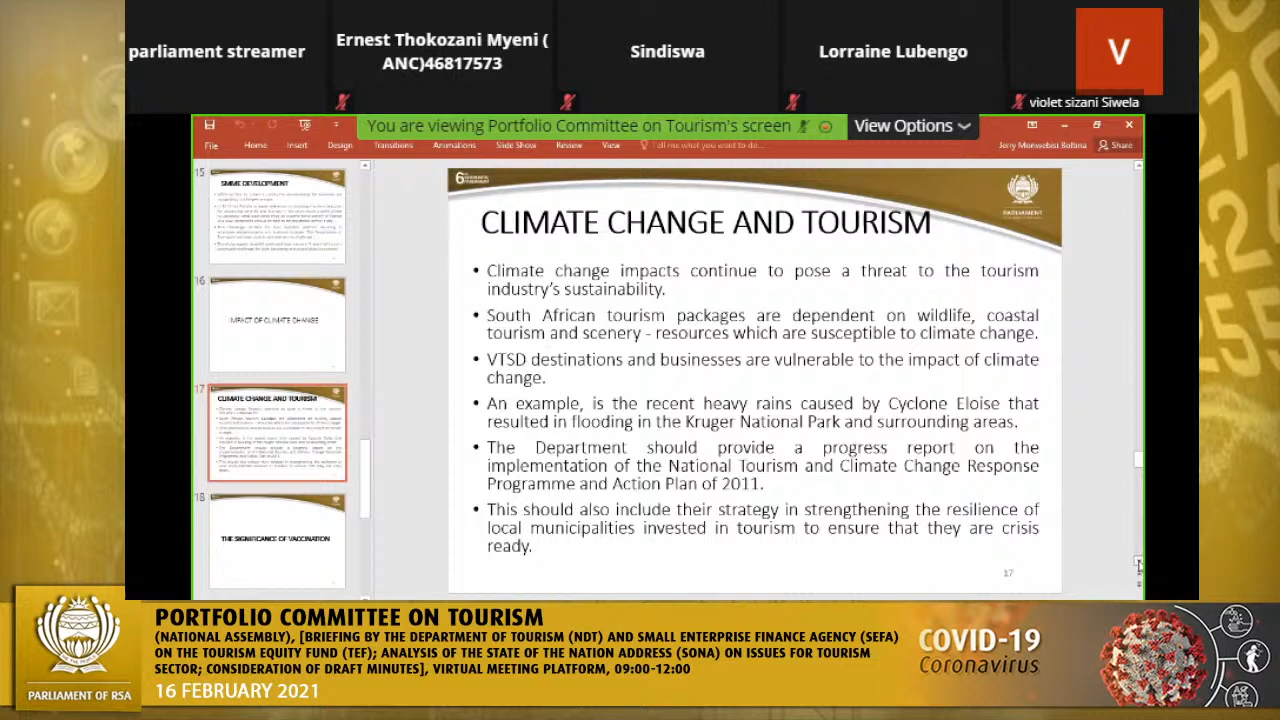 parliament streamer
Ernest Thokozani Myeni (
ANC)46817573
Sindiswa
Lorraine Lubengo
V
violet sizani Siwela
You are viewing Portfolio Committee on Tourism's screen
View Options
File
Home
Insert
Design
Transitions
Animations
Slide Show
Review
View
Tell me what you want to do...
Share
15
SMME DEVELOPMENT
16
IMPACT OF CLIMATE CHANGE
17
CLIMATE CHANGE AND TOURISM
18
THE SIGNIFICANCE OF VACCINATION
6
PARLIAMENT
CLIMATE CHANGE AND TOURISM
• Climate change impacts continue to pose a threat to the tourism
industry's sustainability.
• South African tourism packages are dependent on wildlife, coastal
tourism and scenery - resources which are susceptible to climate change.
• VTSD destinations and businesses are vulnerable to the impact of climate
change.
• An example, is the recent heavy rains caused by Cyclone Eloise that
resulted in flooding in the Kruger National Park and surrounding areas.
• The Department should provide a progress report on the
implementation of the National Tourism and Climate Change Response
Programme and Action Plan of 2011.
• This should also include their strategy in strengthening the resilience of
local municipalities invested in tourism to ensure that they are crisis
ready.
17
PORTFOLIO COMMITTEE ON TOURISM
(NATIONAL ASSEMBLY), [BRIEFING BY THE DEPARTMENT OF TOURISM (NDT) AND SMALL ENTERPRISE FINANCE AGENCY (SEFA)
ON THE TOURISM EQUITY FUND (TEF); ANALYSIS OF THE STATE OF THE NATION ADDRESS (SONA) ON ISSUES FOR TOURISM
SECTOR; CONSIDERATION OF DRAFT MINUTES], VIRTUAL MEETING PLATFORM, 09:00-12:00
16 FEBRUARY 2021
PARLIAMENT OF RSA
COVID-19
Coronavirus